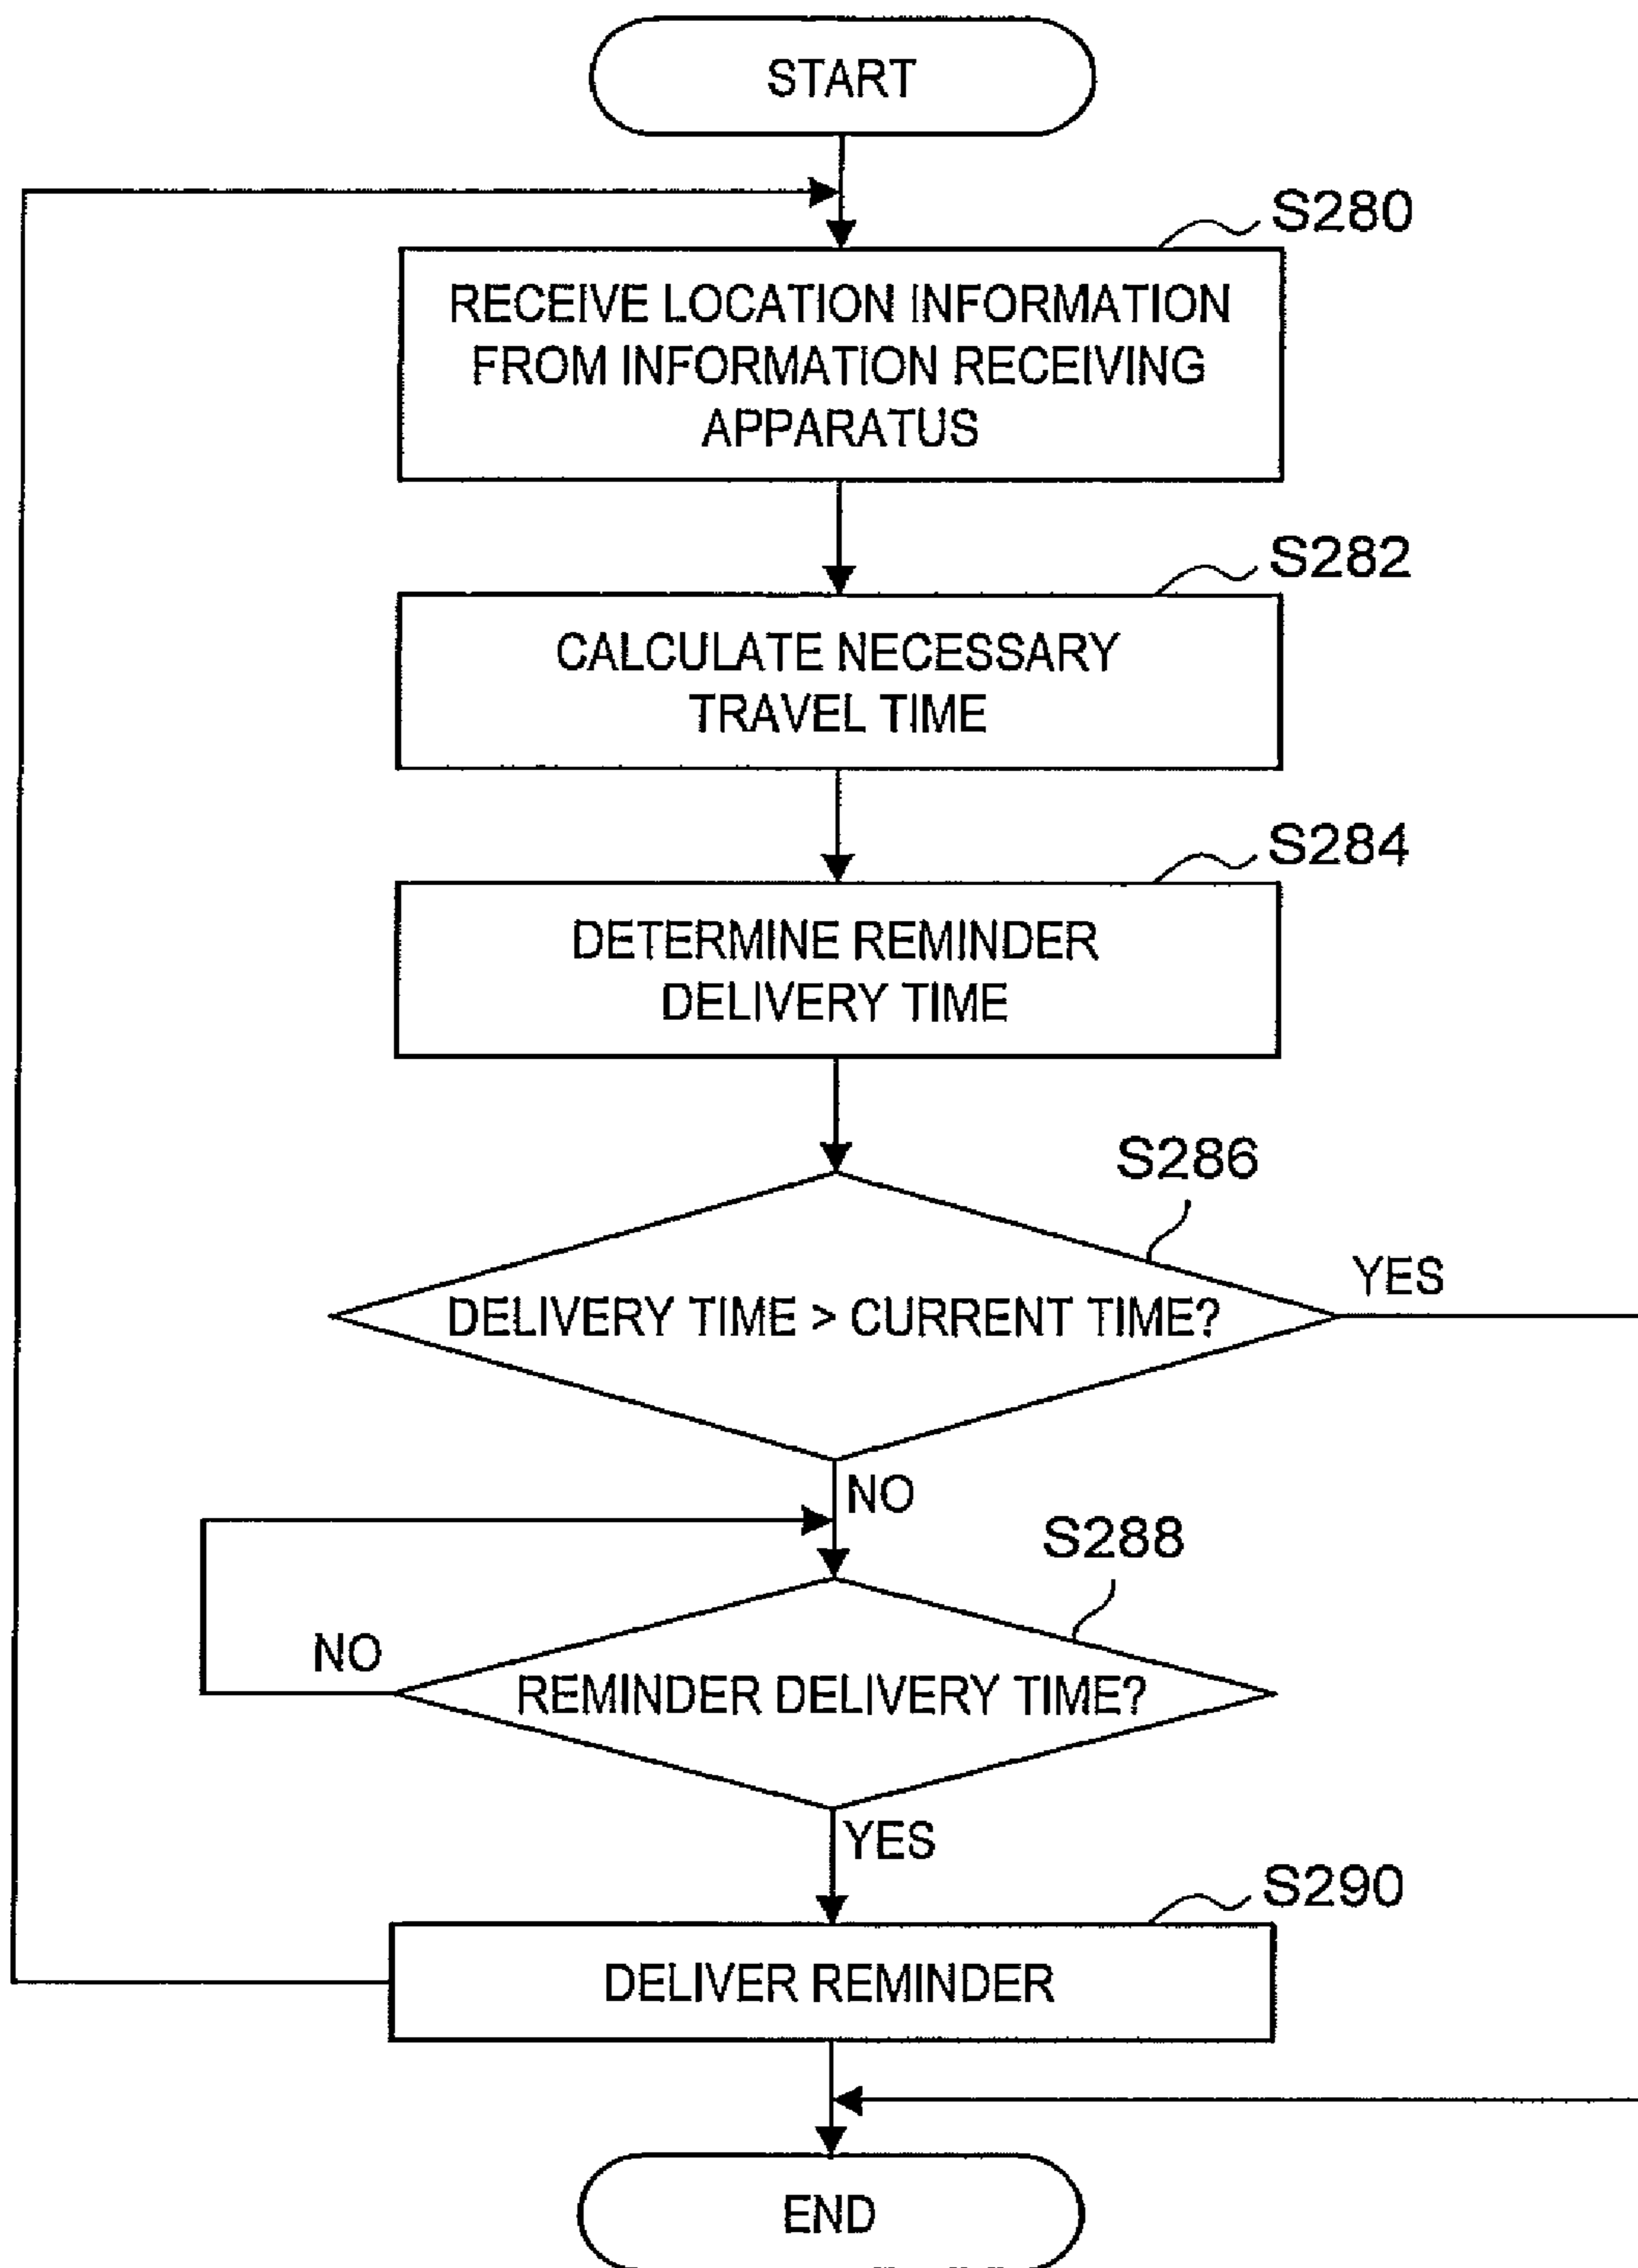 START
S280
RECEIVE LOCATION INFORMATION
FROM INFORMATION RECEIVING
APPARATUS
S282
CALCULATE NECESSARY
TRAVEL TIME
S284
DETERMINE REMINDER
DELIVERY TIME
S286
YES
DELIVERY TIME > CURRENT TIME?
NO
S288
NO
REMINDER DELIVERY TIME?
YES
S290
DELIVER REMINDER
END